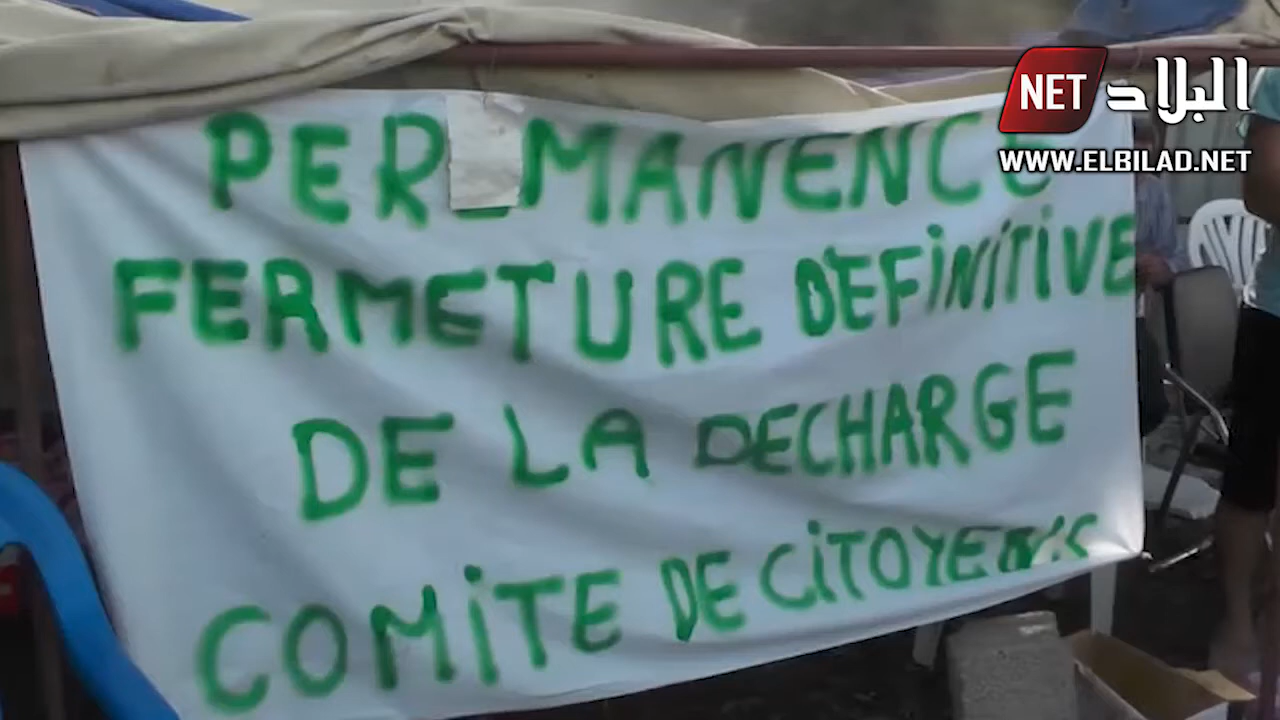 NET البلاد
WWW.ELBILAD.NET
PERMANENCE
FERMETURE DEFINITIVE
DE LA DECHARGE
COMITE DE CITOYENS